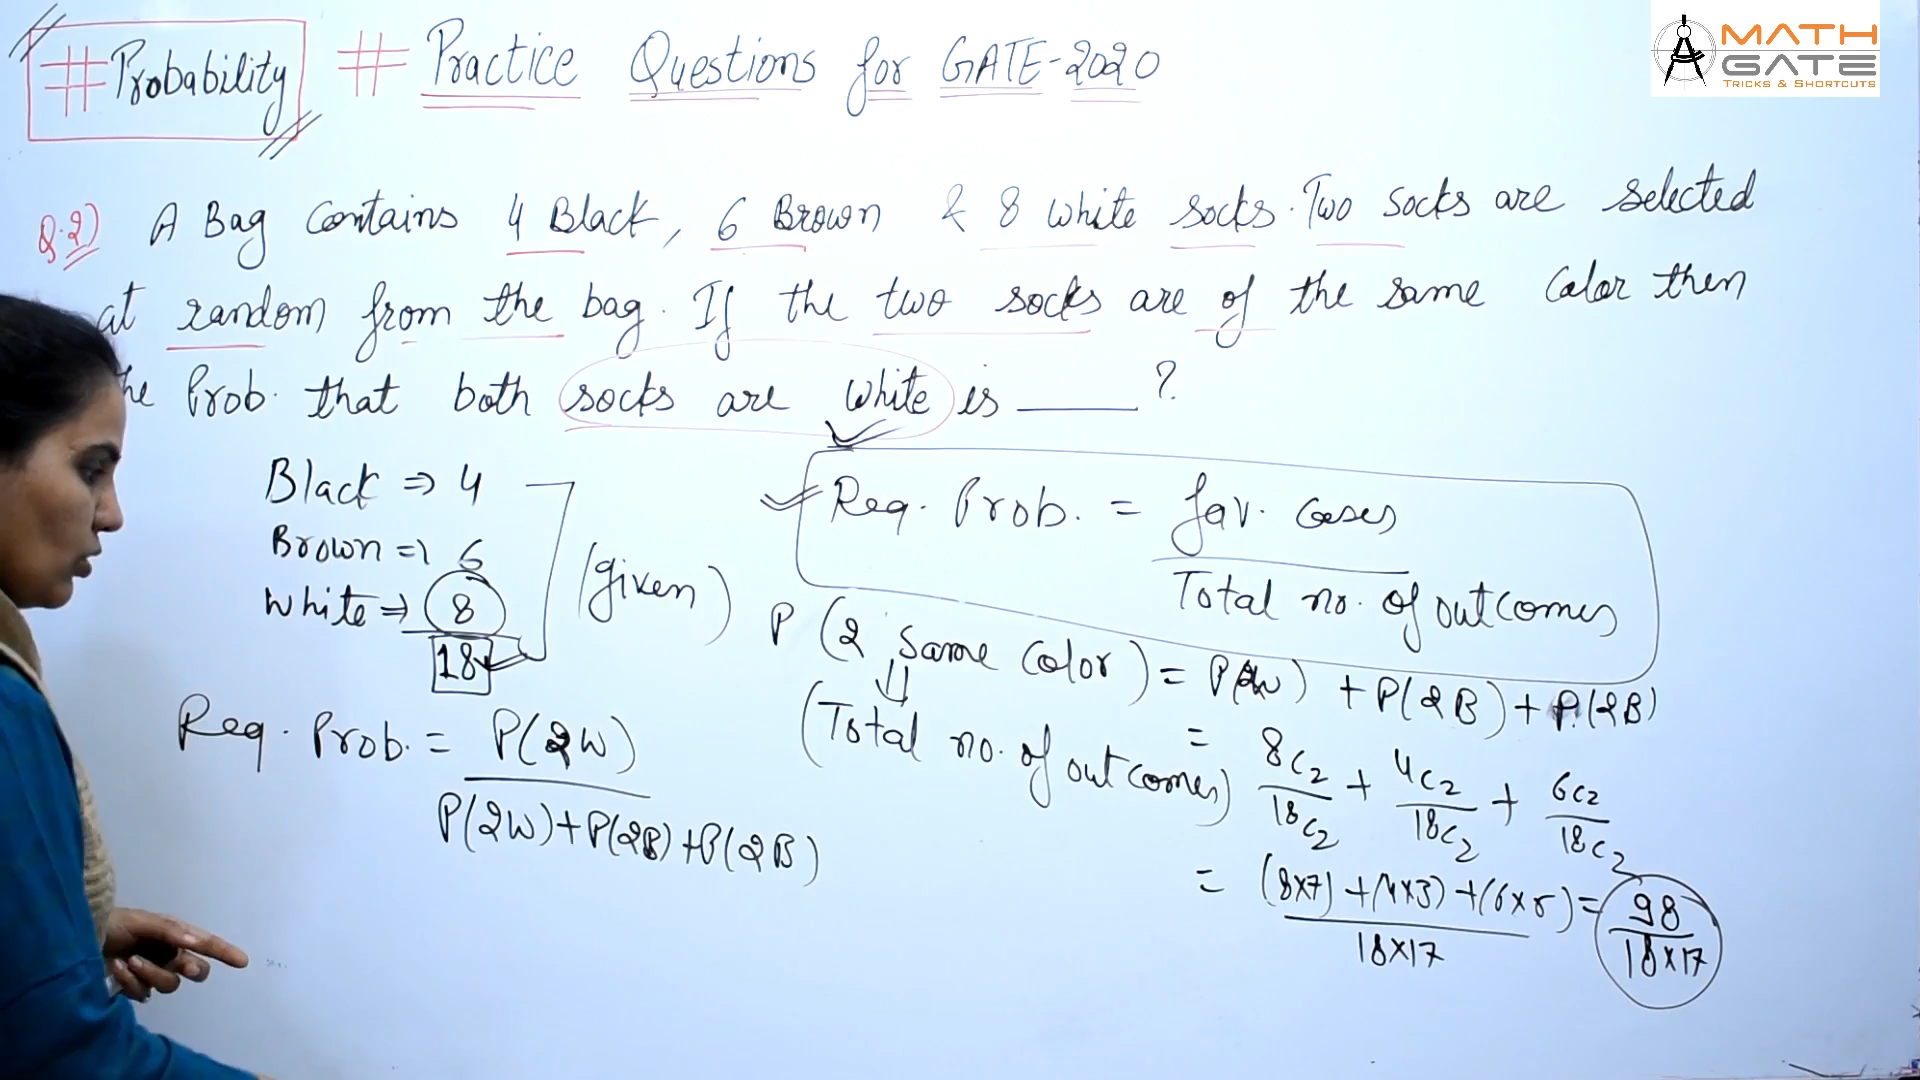 #Probability # Practice Questions for GATE-2020
MATH
GATE
TRICKS & SHORTCUTS
Q.2) A Bag contains 4 Black, 6 Brown & 8 White socks. Two socks are selected
at random from the bag. If the two socks are of the same Color then
the Prob. that both socks are white is ______ ?
Black ⇒ 4
Brown ⇒ 6
White ⇒ 8
18
(given)
Req. Prob. = fav. cases / Total no. of outcomes
P (2 Same Color) = P(2W) + P(2B) + P(2B)
⇓
(Total no. of outcomes)
= 8c2/18c2 + 4c2/18c2 + 6c2/18c2
= (8×7) + (4×3) + (6×5) / 18×17 = 98 / 18×17
Req. Prob. = P(2W) / P(2W)+P(2B)+P(2B)